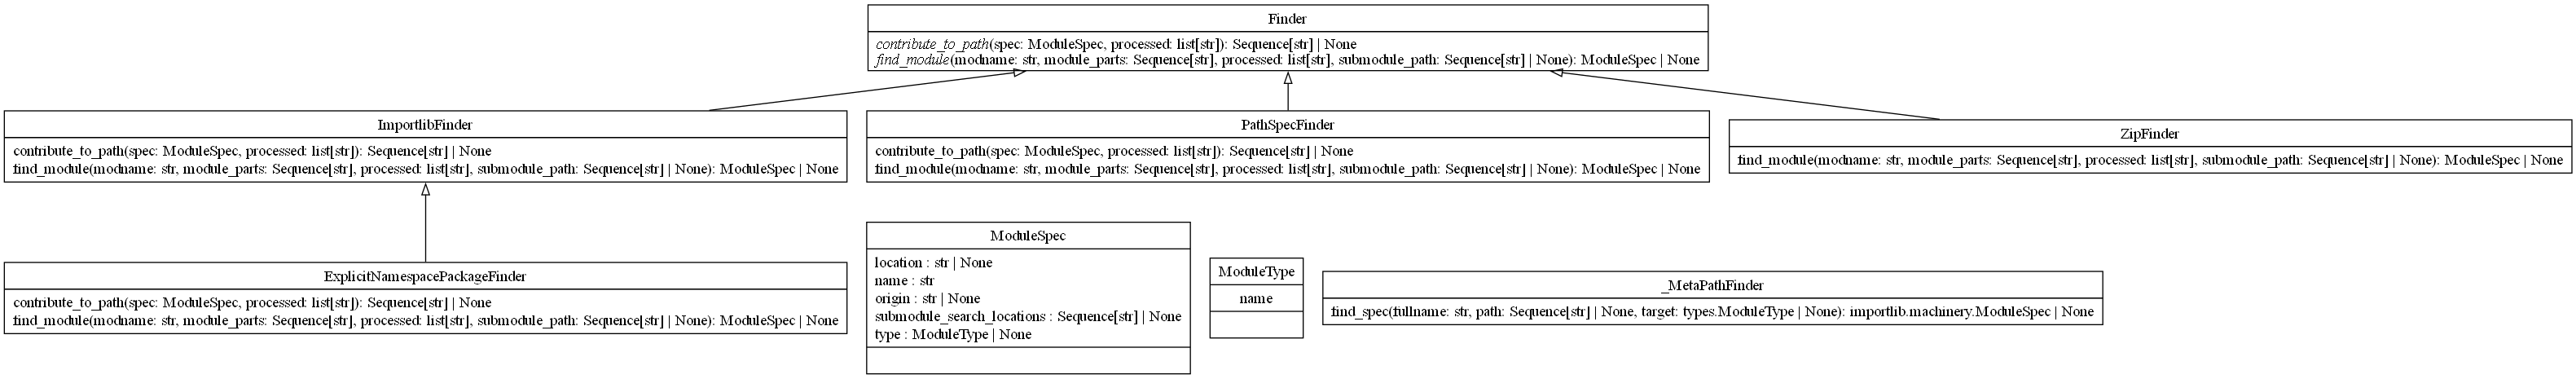 Finder
contribute_to_path(spec: ModuleSpec, processed: list[str]): Sequence[str] | None
find_module(modname: str, module_parts: Sequence[str], processed: list[str], submodule_path: Sequence[str] | None): ModuleSpec | None
ImportlibFinder
contribute_to_path(spec: ModuleSpec, processed: list[str]): Sequence[str] | None
find_module(modname: str, module_parts: Sequence[str], processed: list[str], submodule_path: Sequence[str] | None): ModuleSpec | None
PathSpecFinder
contribute_to_path(spec: ModuleSpec, processed: list[str]): Sequence[str] | None
find_module(modname: str, module_parts: Sequence[str], processed: list[str], submodule_path: Sequence[str] | None): ModuleSpec | None
ZipFinder
find_module(modname: str, module_parts: Sequence[str], processed: list[str], submodule_path: Sequence[str] | None): ModuleSpec | None
ExplicitNamespacePackageFinder
contribute_to_path(spec: ModuleSpec, processed: list[str]): Sequence[str] | None
find_module(modname: str, module_parts: Sequence[str], processed: list[str], submodule_path: Sequence[str] | None): ModuleSpec | None
ModuleSpec
location : str | None
name : str
origin : str | None
submodule_search_locations : Sequence[str] | None
type : ModuleType | None
ModuleType
name
_MetaPathFinder
find_spec(fullname: str, path: Sequence[str] | None, target: types.ModuleType | None): importlib.machinery.ModuleSpec | None